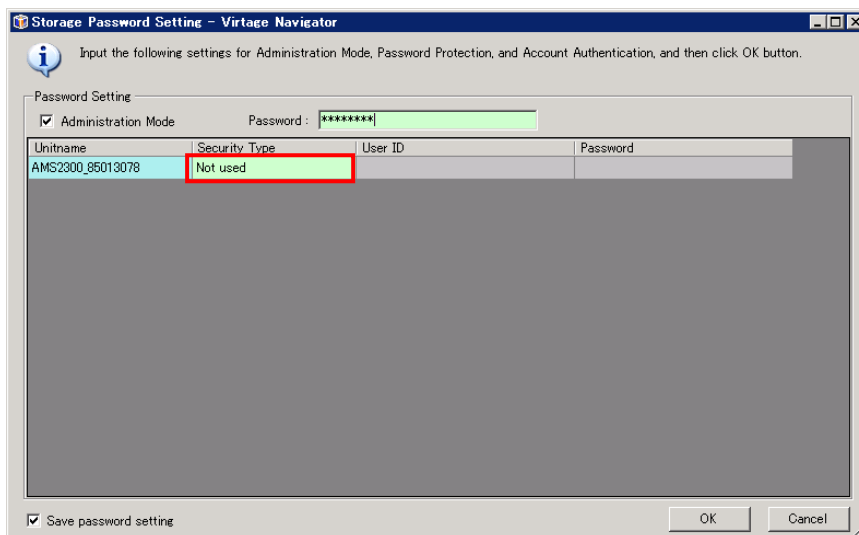 Storage Password Setting - Virtage Navigator
Input the following settings for Administration Mode, Password Protection, and Account Authentication, and then click OK button.
Password Setting
Administration Mode Password : ********
Unitname Security Type User ID Password
AMS2300_85013078 Not used
Save password setting OK Cancel